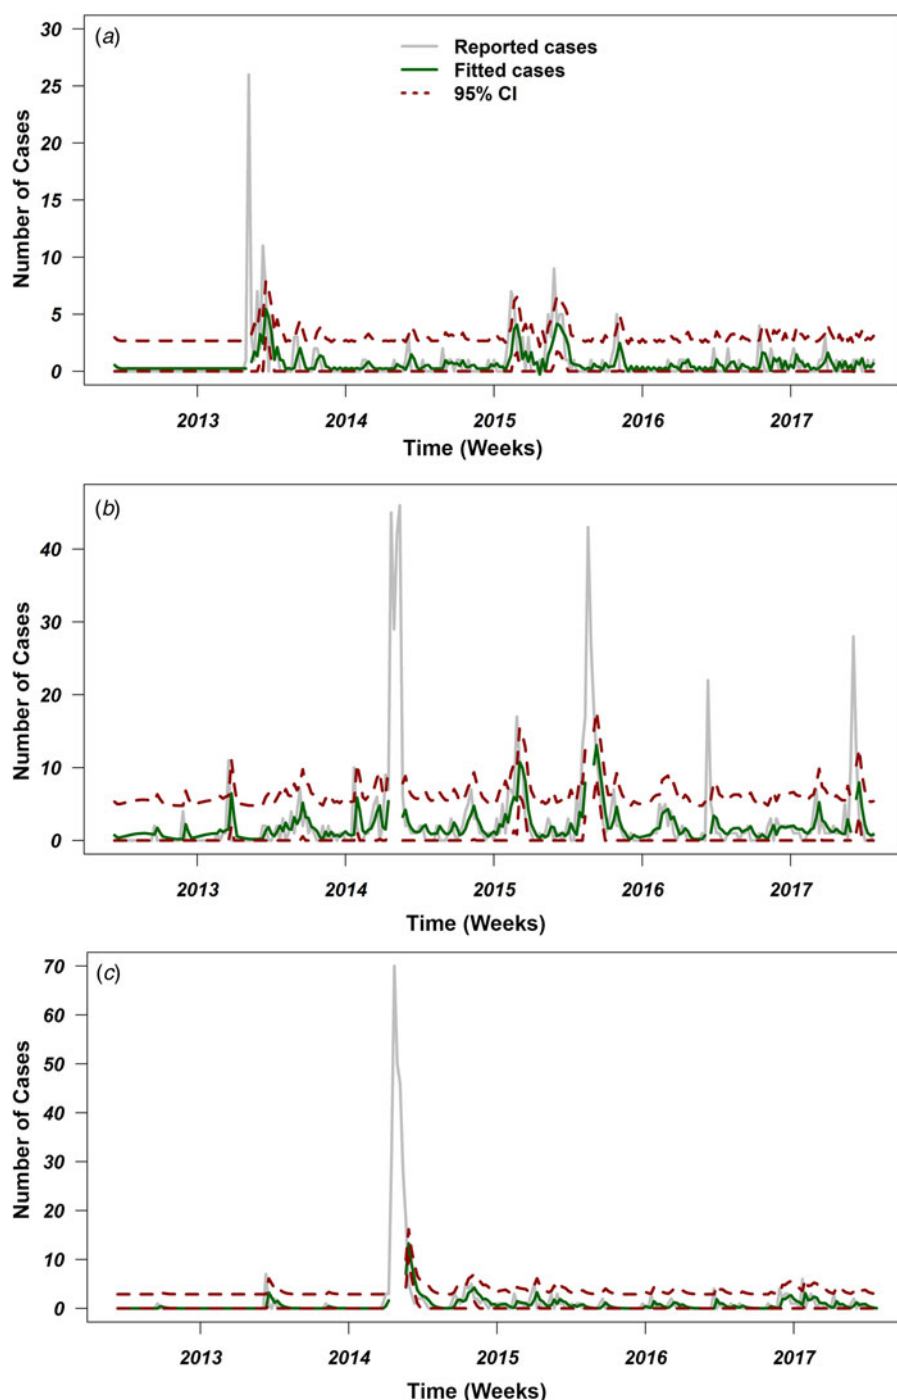 (a)
Reported cases
Fitted cases
95% CI
Number of Cases
30
25
20
15
10
5
0
2013 2014 2015 2016 2017
Time (Weeks)
(b)
Number of Cases
40
30
20
10
0
2013 2014 2015 2016 2017
Time (Weeks)
(c)
Number of Cases
70
60
50
40
30
20
10
0
2013 2014 2015 2016 2017
Time (Weeks)